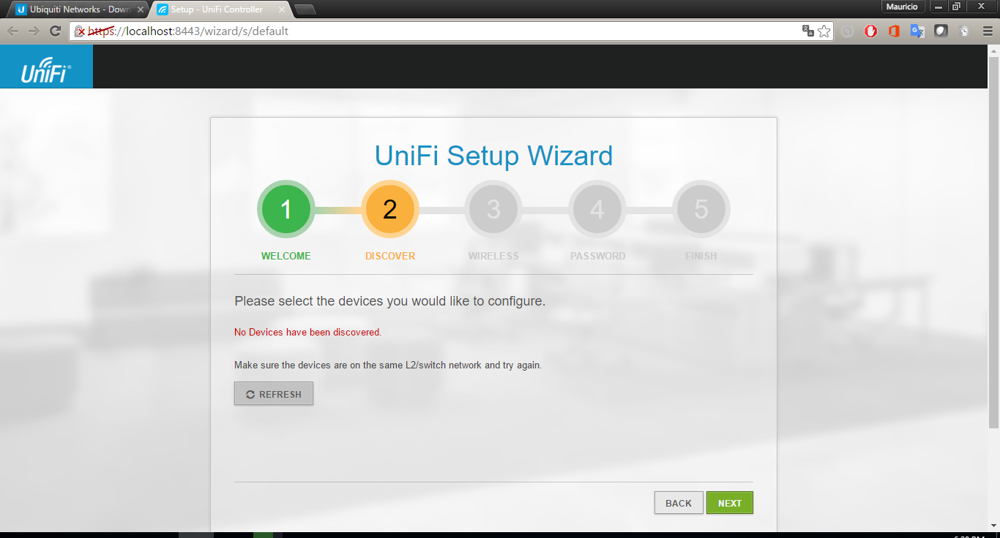 Ubiquiti Networks - Down
Setup - UniFi Controller
Mauricio
https://localhost:8443/wizard/s/default
UniFi
UniFi Setup Wizard
1 2 3 4 5
WELCOME DISCOVER WIRELESS PASSWORD FINISH
Please select the devices you would like to configure.
No Devices have been discovered.
Make sure the devices are on the same L2/switch network and try again.
REFRESH
BACK NEXT